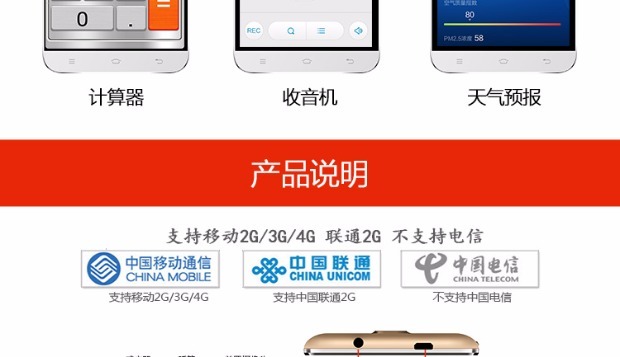 空气质量指数
80
0 . =
REC
PM2.5浓度 58
计算器 收音机 天气预报
产品说明
支持移动2G/3G/4G 联通2G 不支持电信
中国移动通信 中国联通 中国电信
CHINA MOBILE CHINA UNICOM CHINA TELECOM
支持移动2G/3G/4G 支持中国联通2G 不支持中国电信